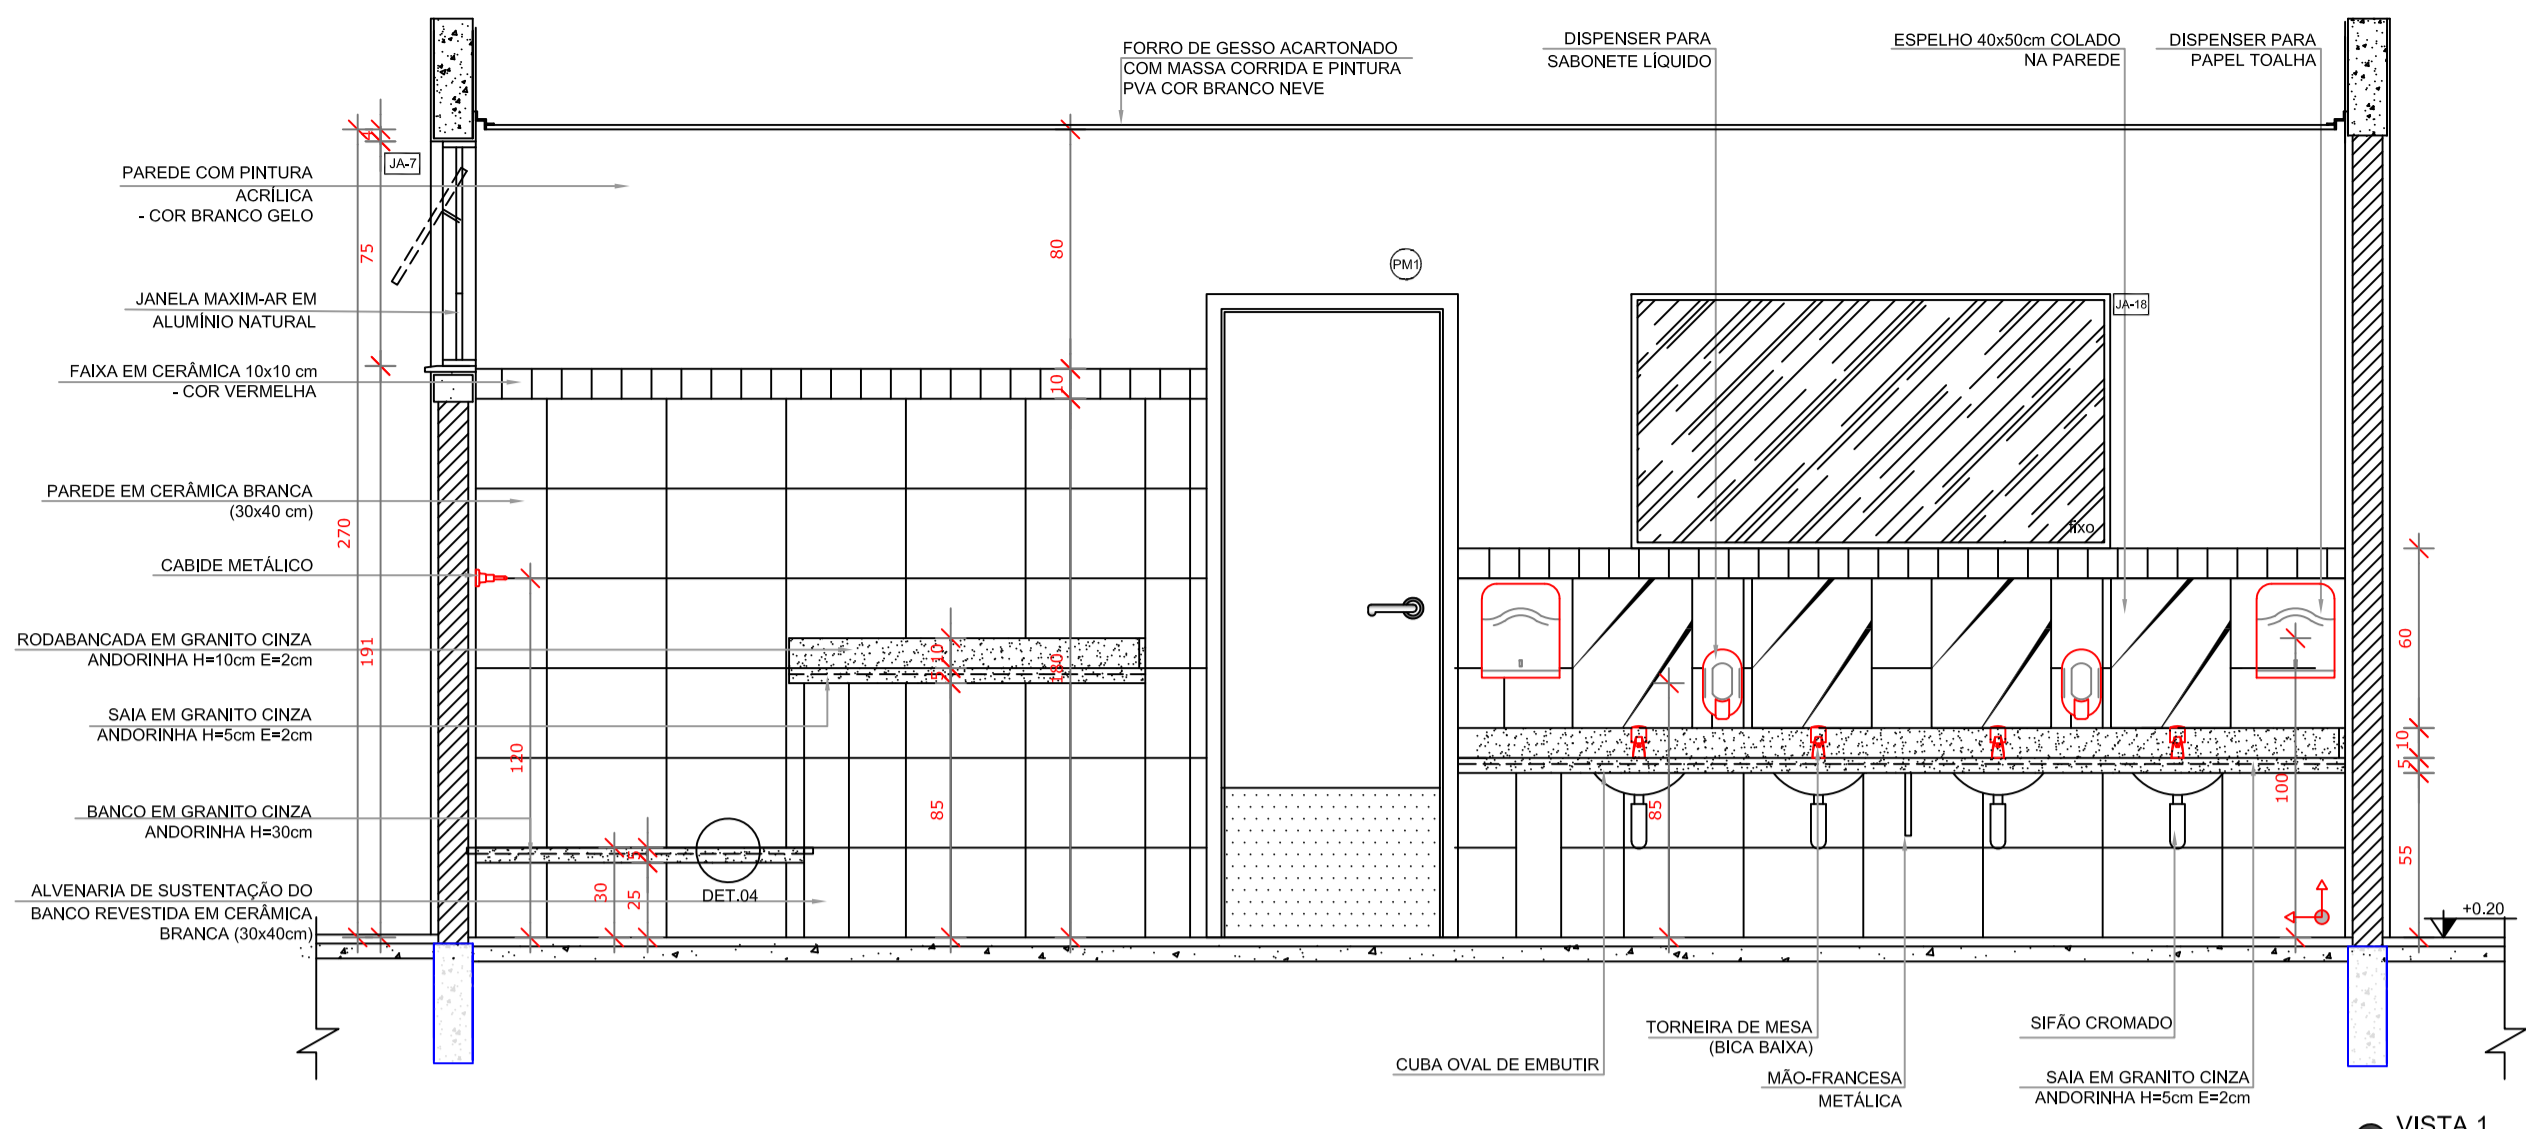 FORRO DE GESSO ACARTONADO
COM MASSA CORRIDA E PINTURA
PVA COR BRANCO NEVE
DISPENSER PARA
SABONETE LÍQUIDO
ESPELHO 40x50cm COLADO
NA PAREDE
DISPENSER PARA
PAPEL TOALHA
4
JA-7
PAREDE COM PINTURA
ACRÍLICA
- COR BRANCO GELO
75
80
PM1
JANELA MAXIM-AR EM
ALUMÍNIO NATURAL
JA-18
FAIXA EM CERÂMICA 10x10 cm
- COR VERMELHA
10
PAREDE EM CERÂMICA BRANCA
(30x40 cm)
270
fixo
CABIDE METÁLICO
RODABANCADA EM GRANITO CINZA
ANDORINHA H=10cm E=2cm
191
10
5
180
60
SAIA EM GRANITO CINZA
ANDORINHA H=5cm E=2cm
120
10
5
100
BANCO EM GRANITO CINZA
ANDORINHA H=30cm
85
85
5
55
30
25
DET.04
ALVENARIA DE SUSTENTAÇÃO DO
BANCO REVESTIDA EM CERÂMICA
BRANCA (30x40cm)
+0.20
TORNEIRA DE MESA
(BICA BAIXA)
SIFÃO CROMADO
CUBA OVAL DE EMBUTIR
MÃO-FRANCESA
METÁLICA
SAIA EM GRANITO CINZA
ANDORINHA H=5cm E=2cm
VISTA 1